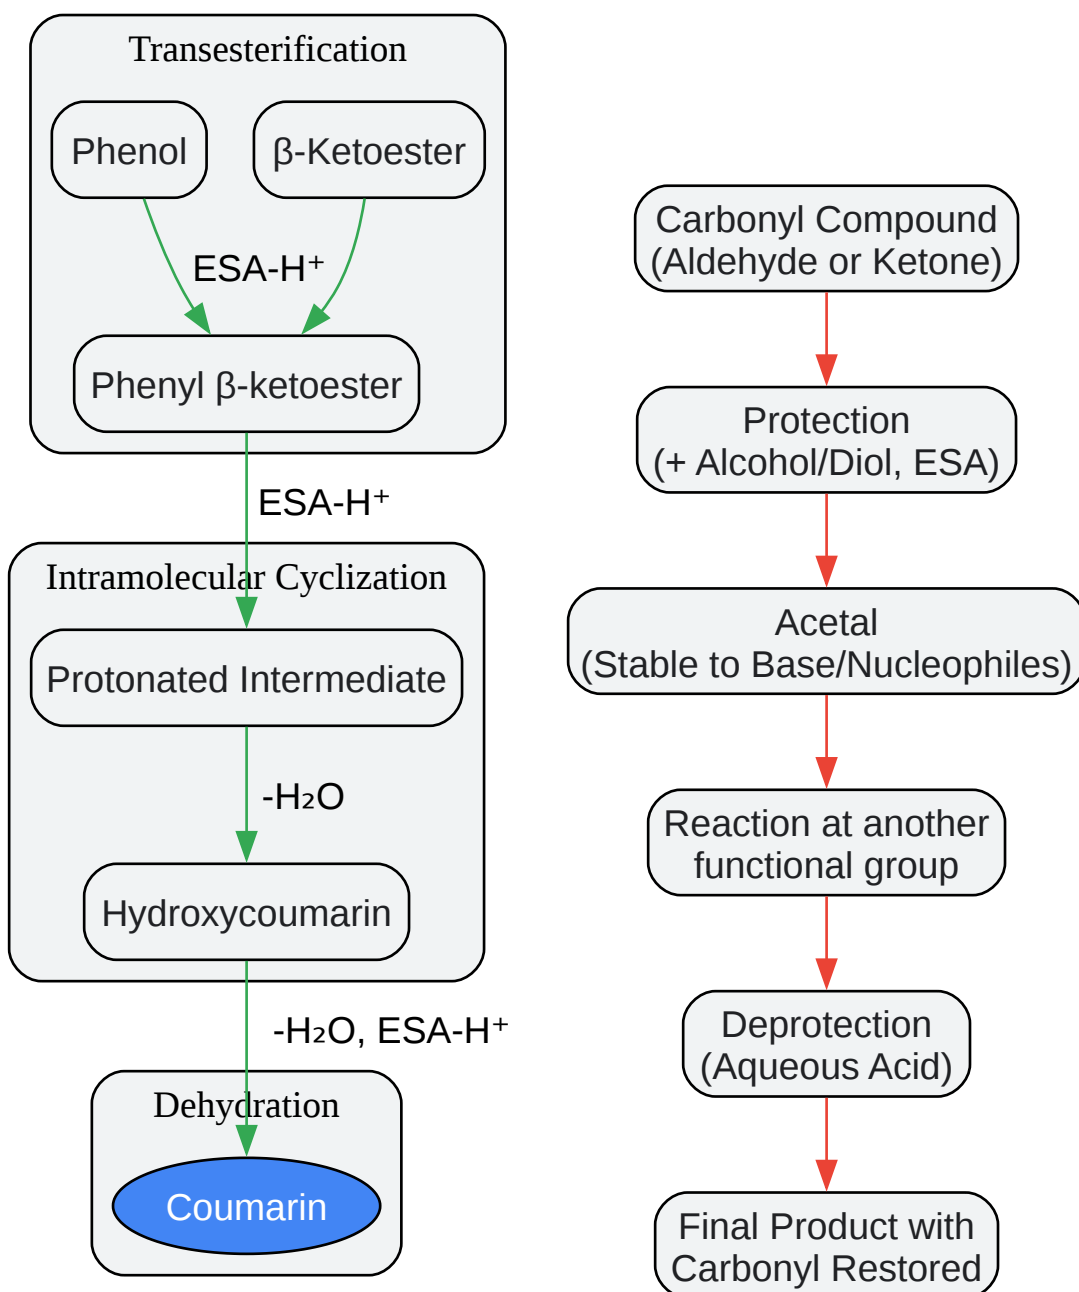 Transesterification
Phenol
β-Ketoester
ESA-H⁺
Phenyl β-ketoester
ESA-H⁺
Intramolecular Cyclization
Protonated Intermediate
-H₂O
Hydroxycoumarin
-H₂O, ESA-H⁺
Dehydration
Coumarin
Carbonyl Compound
(Aldehyde or Ketone)
Protection
(+ Alcohol/Diol, ESA)
Acetal
(Stable to Base/Nucleophiles)
Reaction at another
functional group
Deprotection
(Aqueous Acid)
Final Product with
Carbonyl Restored